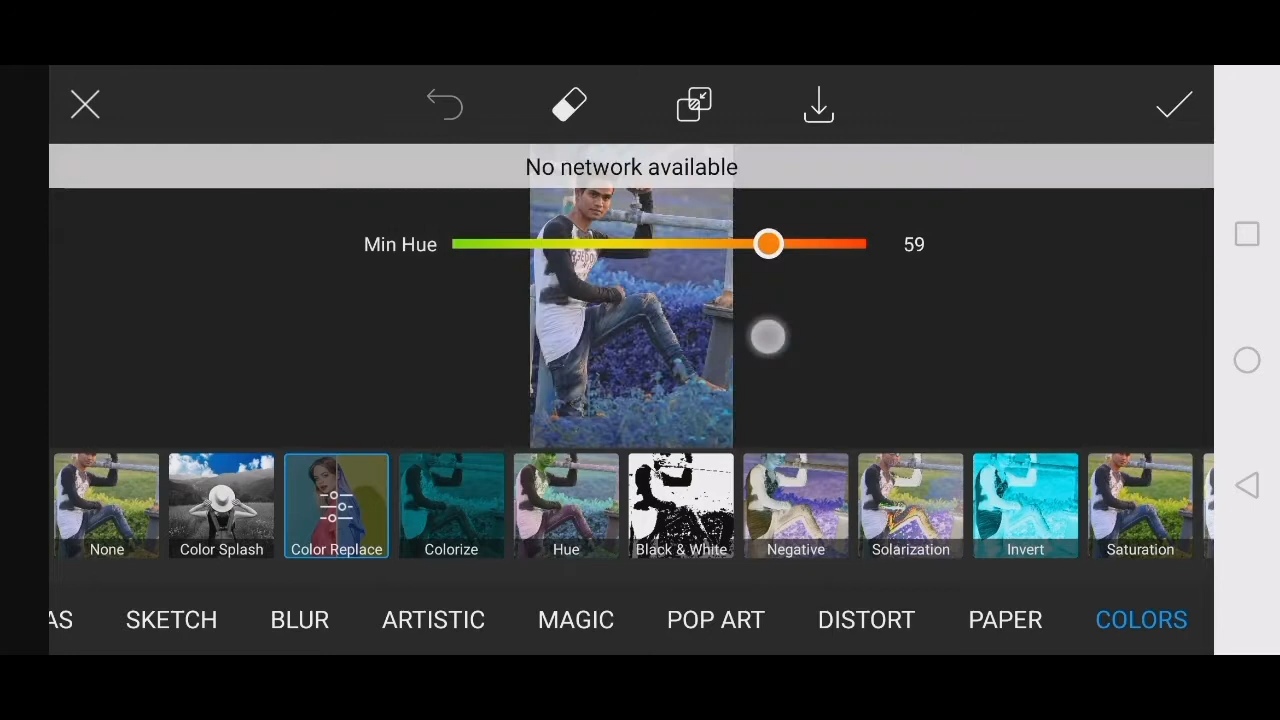 No network available
Min Hue 59
None Color Splash Color Replace Colorize Hue Black & White Negative Solarization Invert Saturation
AS SKETCH BLUR ARTISTIC MAGIC POP ART DISTORT PAPER COLORS